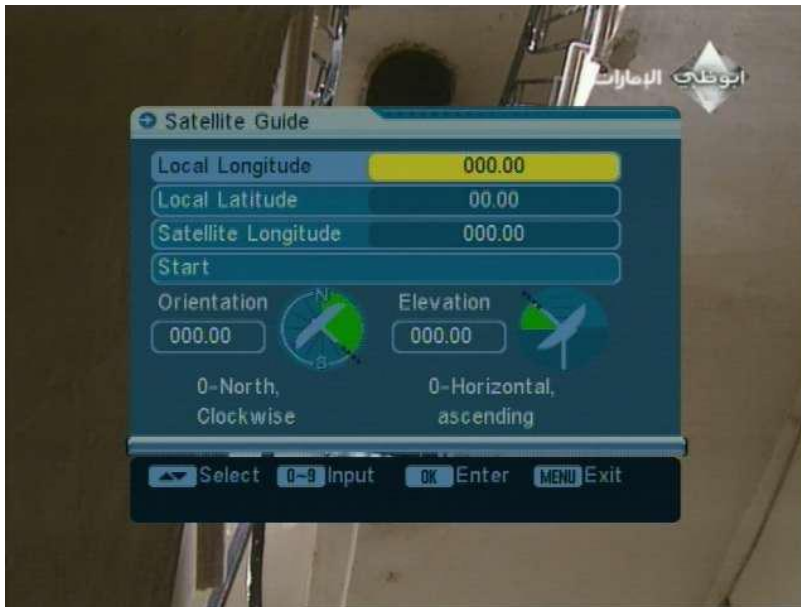 ابوظبي الإمارات
Satellite Guide
Local Longitude 000.00
Local Latitude 00.00
Satellite Longitude 000.00
Start
Orientation N Elevation
000.00 S 000.00
0-North, 0-Horizontal,
Clockwise ascending
Select 0~9 Input OK Enter MENU Exit